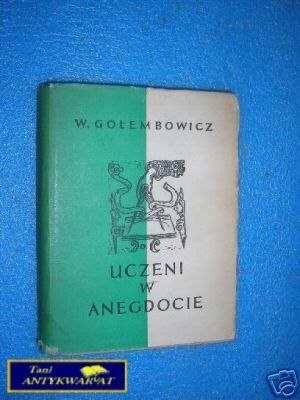 W. GOŁEMBOWICZ
UCZENI
W
ANEGDOCIE
Tani
ANTYKWARIAT